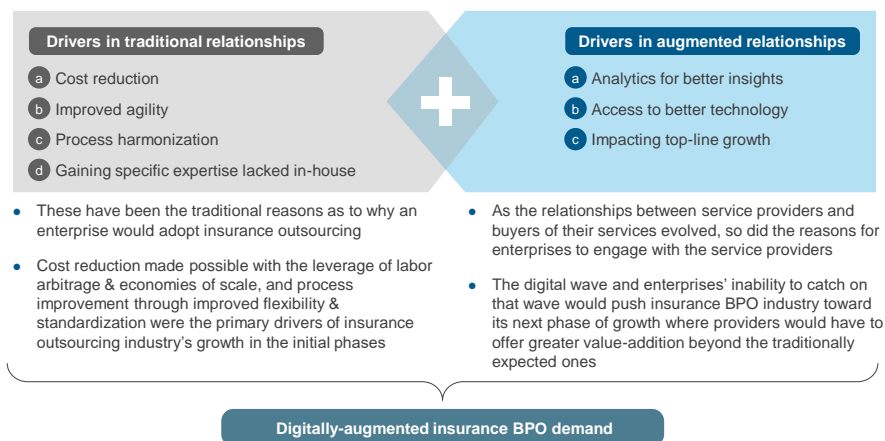 Drivers in traditional relationships
a Cost reduction
b Improved agility
c Process harmonization
d Gaining specific expertise lacked in-house
Drivers in augmented relationships
a Analytics for better insights
b Access to better technology
c Impacting top-line growth
• These have been the traditional reasons as to why an
enterprise would adopt insurance outsourcing
• Cost reduction made possible with the leverage of labor
arbitrage & economies of scale, and process
improvement through improved flexibility &
standardization were the primary drivers of insurance
outsourcing industry's growth in the initial phases
• As the relationships between service providers and
buyers of their services evolved, so did the reasons for
enterprises to engage with the service providers
• The digital wave and enterprises' inability to catch on
that wave would push insurance BPO industry toward
its next phase of growth where providers would have to
offer greater value-addition beyond the traditionally
expected ones
Digitally-augmented insurance BPO demand